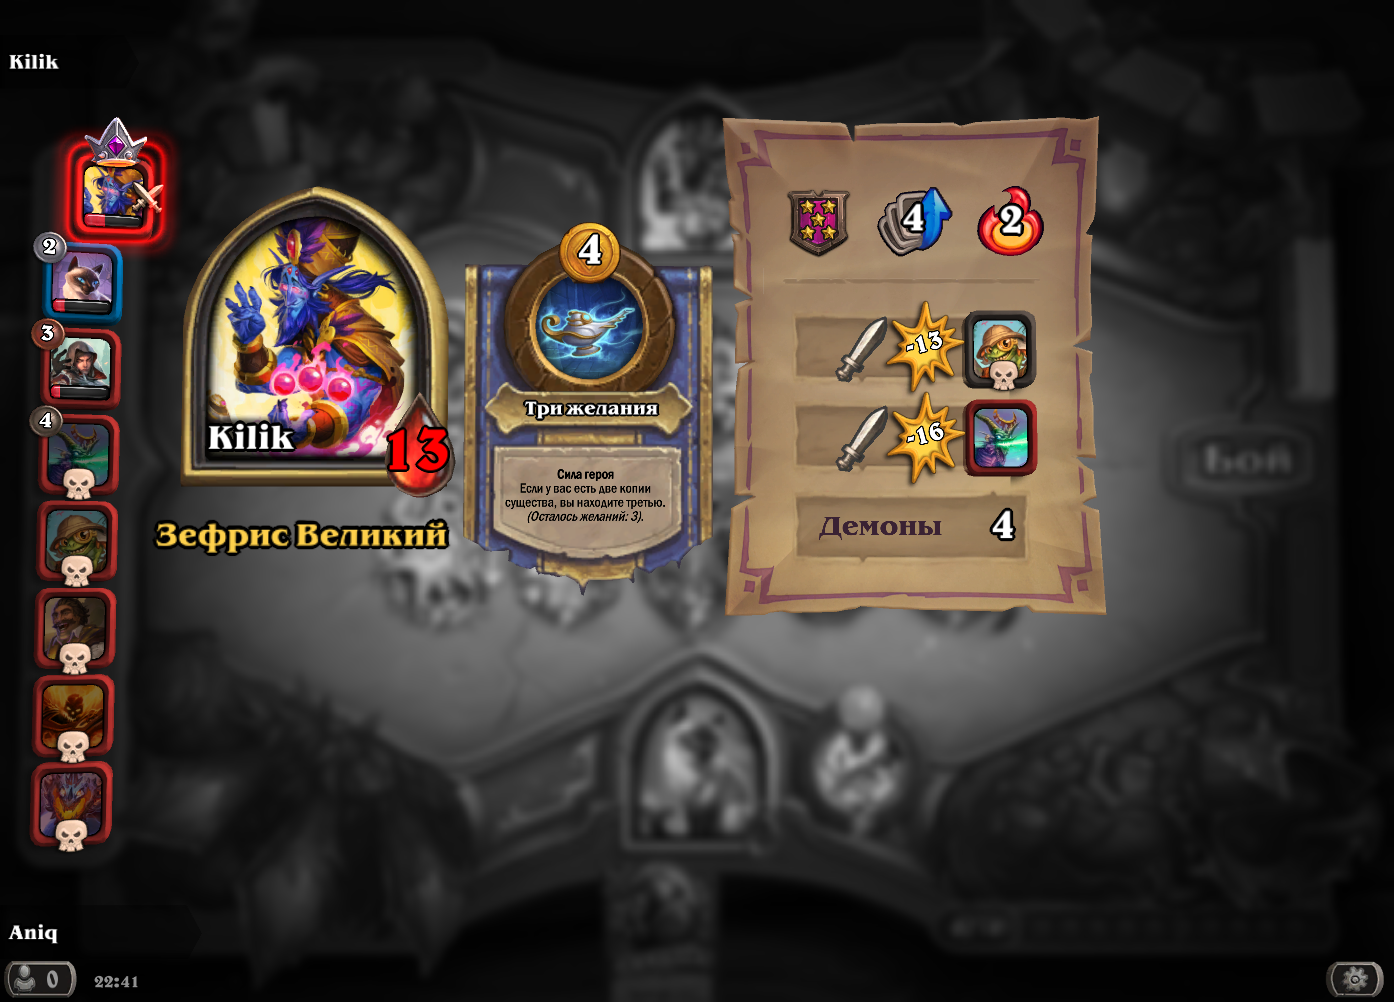 Kilik
2
3
4
Kilik
13
Зефрис Великий
4
Три желания
Сила героя
Если у вас есть две копии
существа, вы находите третью.
(Осталось желаний: 3).
4
2
-13
-16
Демоны 4
Бой
Aniq
0
22:41